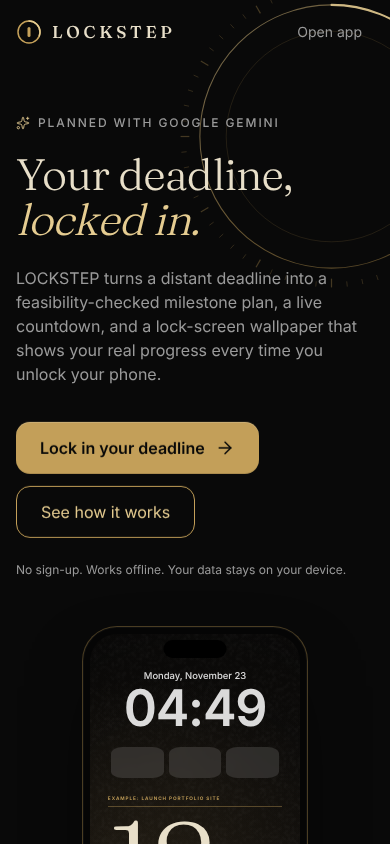 LOCKSTEP
Open app
PLANNED WITH GOOGLE GEMINI
Your deadline,
locked in.
LOCKSTEP turns a distant deadline into a
feasibility-checked milestone plan, a live
countdown, and a lock-screen wallpaper that
shows your real progress every time you
unlock your phone.
Lock in your deadline →
See how it works
No sign-up. Works offline. Your data stays on your device.
Monday, November 23
04:49
EXAMPLE: LAUNCH PORTFOLIO SITE